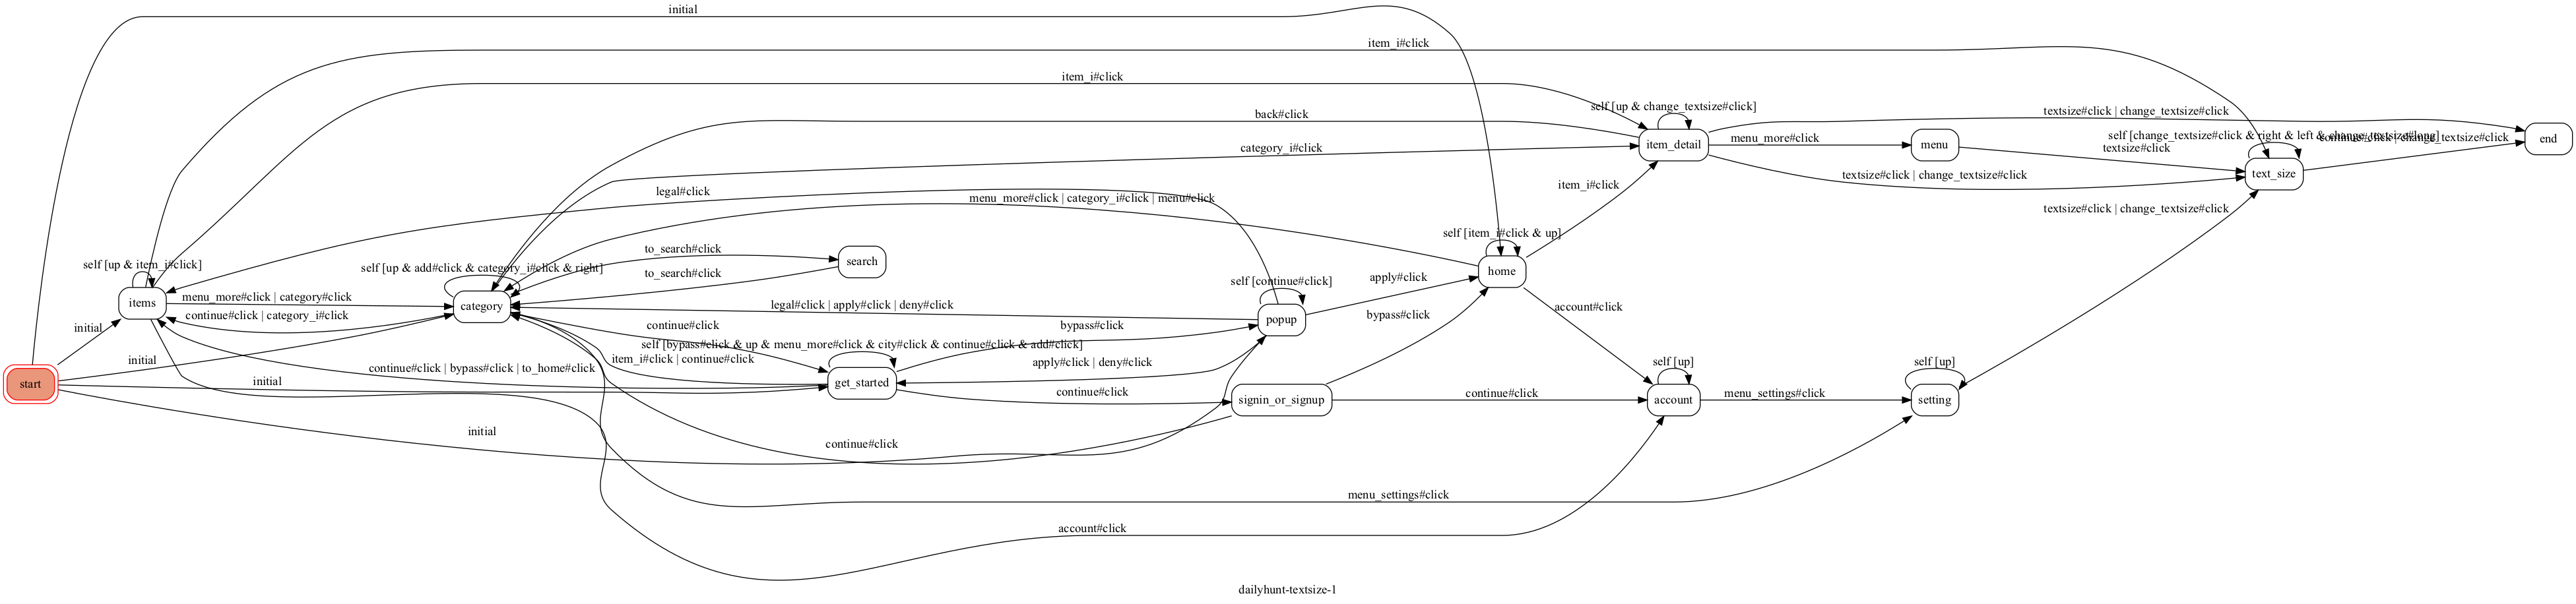 initial
item_i#click
item_i#click
self [up & change_textsize#click]
textsize#click | change_textsize#click
back#click
self [change_textsize#click & right & left & change_textsize#long]
continue#click | change_textsize#click
end
menu_more#click
menu
item_detail
textsize#click
category_i#click
text_size
textsize#click | change_textsize#click
item_i#click
legal#click
menu_more#click | category_i#click | menu#click
textsize#click | change_textsize#click
self [item_i#click & up]
to_search#click
search
self [up & item_i#click]
self [up & add#click & category_i#click & right]
to_search#click
home
apply#click
self [continue#click]
items
menu_more#click | category#click
category
legal#click | apply#click | deny#click
account#click
continue#click | category_i#click
popup
bypass#click
initial
continue#click
bypass#click
self [bypass#click & up & menu_more#click & city#click & continue#click & add#click]
initial
item_i#click | continue#click
apply#click | deny#click
self [up]
self [up]
continue#click | bypass#click | to_home#click
start
initial
get_started
continue#click
signin_or_signup
continue#click
account
menu_settings#click
setting
initial
continue#click
menu_settings#click
account#click
dailyhunt-textsize-1